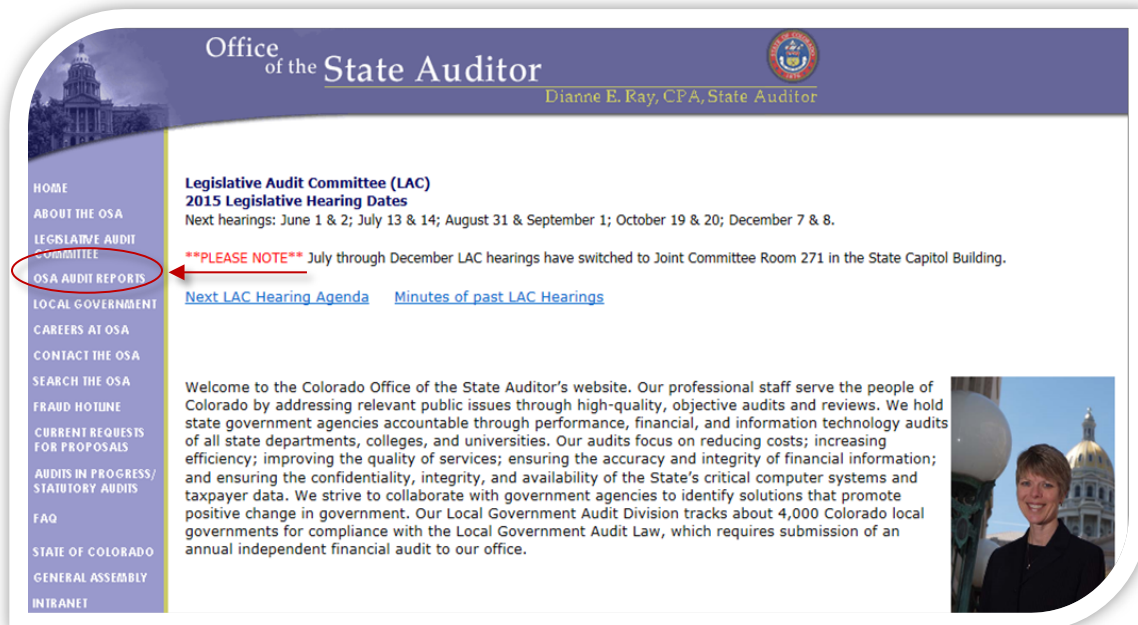 Office
of the State Auditor
Dianne E. Ray, CPA, State Auditor
HOME
ABOUT THE OSA
LEGISLATIVE AUDIT
COMMITTEE
OSA AUDIT REPORTS
LOCAL GOVERNMENT
CAREERS AT OSA
CONTACT THE OSA
SEARCH THE OSA
FRAUD HOTLINE
CURRENT REQUESTS
FOR PROPOSALS
AUDITS IN PROGRESS/
STATUTORY AUDITS
FAQ
STATE OF COLORADO
GENERAL ASSEMBLY
INTRANET
Legislative Audit Committee (LAC)
2015 Legislative Hearing Dates
Next hearings: June 1 & 2; July 13 & 14; August 31 & September 1; October 19 & 20; December 7 & 8.
**PLEASE NOTE** July through December LAC hearings have switched to Joint Committee Room 271 in the State Capitol Building.
Next LAC Hearing Agenda Minutes of past LAC Hearings
Welcome to the Colorado Office of the State Auditor’s website. Our professional staff serve the people of
Colorado by addressing relevant public issues through high-quality, objective audits and reviews. We hold
state government agencies accountable through performance, financial, and information technology audits
of all state departments, colleges, and universities. Our audits focus on reducing costs; increasing
efficiency; improving the quality of services; ensuring the accuracy and integrity of financial information;
and ensuring the confidentiality, integrity, and availability of the State’s critical computer systems and
taxpayer data. We strive to collaborate with government agencies to identify solutions that promote
positive change in government. Our Local Government Audit Division tracks about 4,000 Colorado local
governments for compliance with the Local Government Audit Law, which requires submission of an
annual independent financial audit to our office.